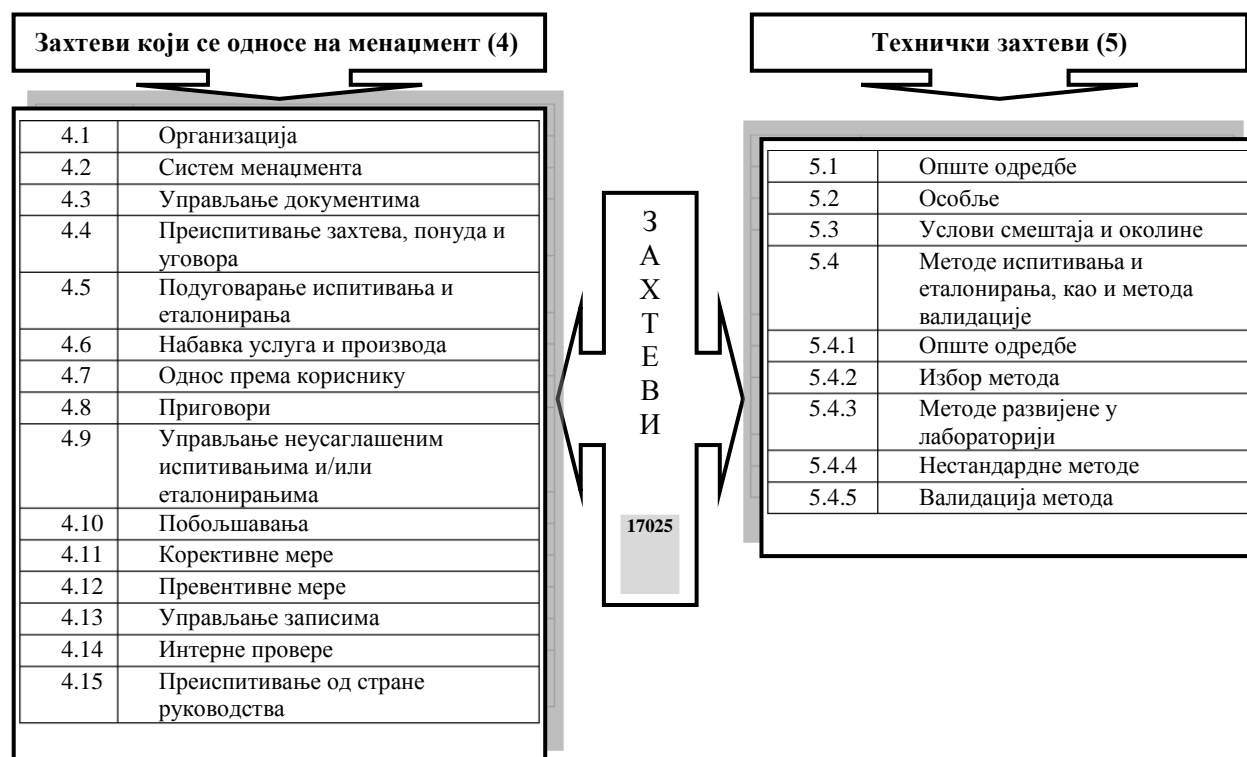 Захтеви који се односе на менаџмент (4)
4.1 Организација
4.2 Систем менаџмента
4.3 Управљање документима
4.4 Преиспитивање захтева, понуда и
уговора
4.5 Подуговарање испитивања и
еталонирања
4.6 Набавка услуга и производа
4.7 Однос према кориснику
4.8 Приговори
4.9 Управљање неусаглашеним
испитивањима и/или
еталонирањима
4.10 Побољшавања
4.11 Корективне мере
4.12 Превентивне мере
4.13 Управљање записима
4.14 Интерне провере
4.15 Преиспитивање од стране
руководства
З
А
Х
Т
Е
В
И
17025
Технички захтеви (5)
5.1 Опште одредбе
5.2 Особље
5.3 Услови смештаја и околине
5.4 Методе испитивања и
еталонирања, као и метода
валидације
5.4.1 Опште одредбе
5.4.2 Избор метода
5.4.3 Методе развијене у
лабораторији
5.4.4 Нестандардне методе
5.4.5 Валидација метода